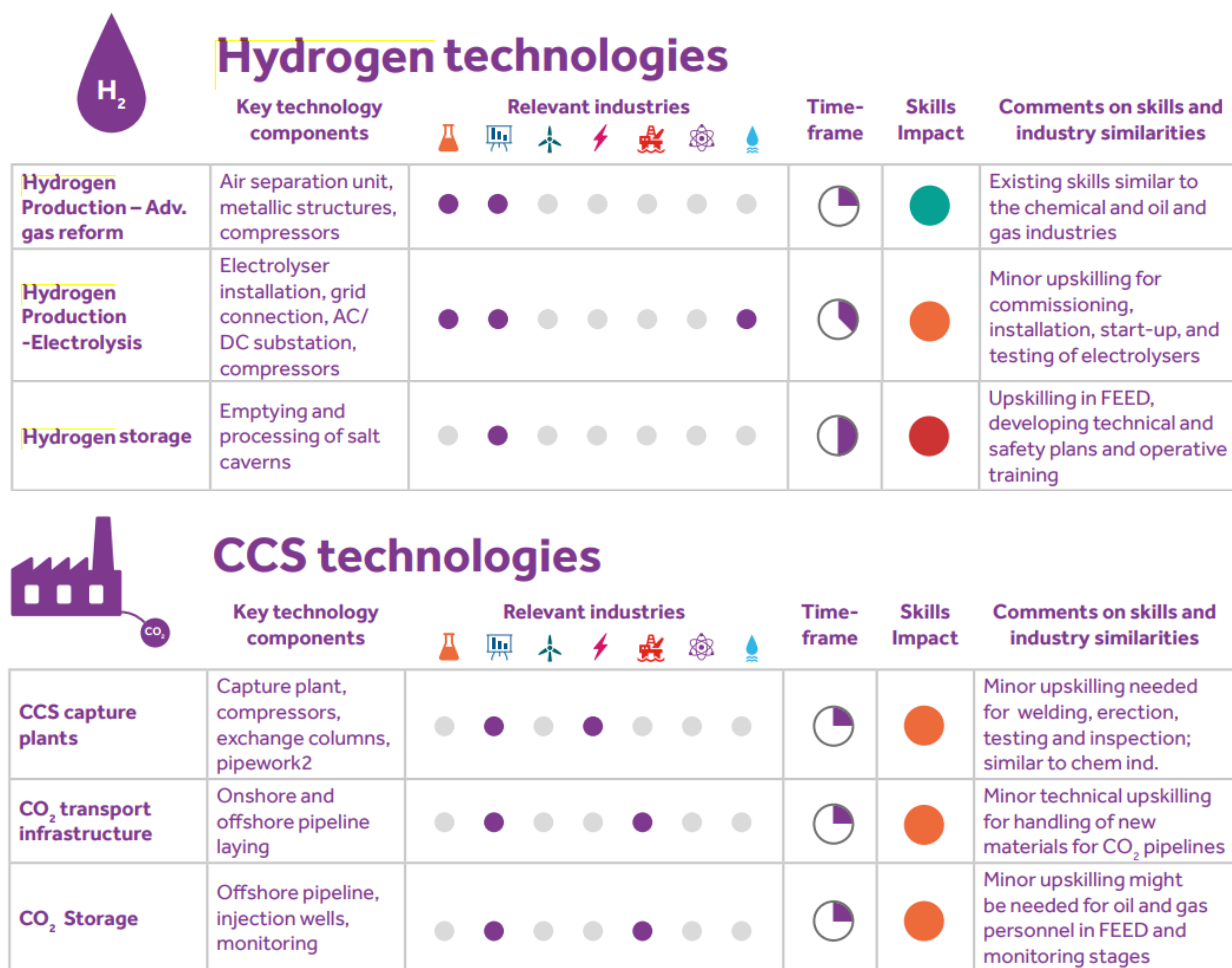 H2
Hydrogen technologies
Key technology
components
Relevant industries
Time-
frame
Skills
Impact
Comments on skills and
industry similarities
Hydrogen
Production – Adv.
gas reform
Air separation unit,
metallic structures,
compressors
Existing skills similar to
the chemical and oil and
gas industries
Hydrogen
Production
-Electrolysis
Electrolyser
installation, grid
connection, AC/
DC substation,
compressors
Minor upskilling for
commissioning,
installation, start-up, and
testing of electrolysers
Hydrogen storage
Emptying and
processing of salt
caverns
Upskilling in FEED,
developing technical and
safety plans and operative
training
CO2
CCS technologies
Key technology
components
Relevant industries
Time-
frame
Skills
Impact
Comments on skills and
industry similarities
CCS capture
plants
Capture plant,
compressors,
exchange columns,
pipework2
Minor upskilling needed
for welding, erection,
testing and inspection;
similar to chem ind.
CO2 transport
infrastructure
Onshore and
offshore pipeline
laying
Minor technical upskilling
for handling of new
materials for CO2 pipelines
CO2 Storage
Offshore pipeline,
injection wells,
monitoring
Minor upskilling might
be needed for oil and gas
personnel in FEED and
monitoring stages